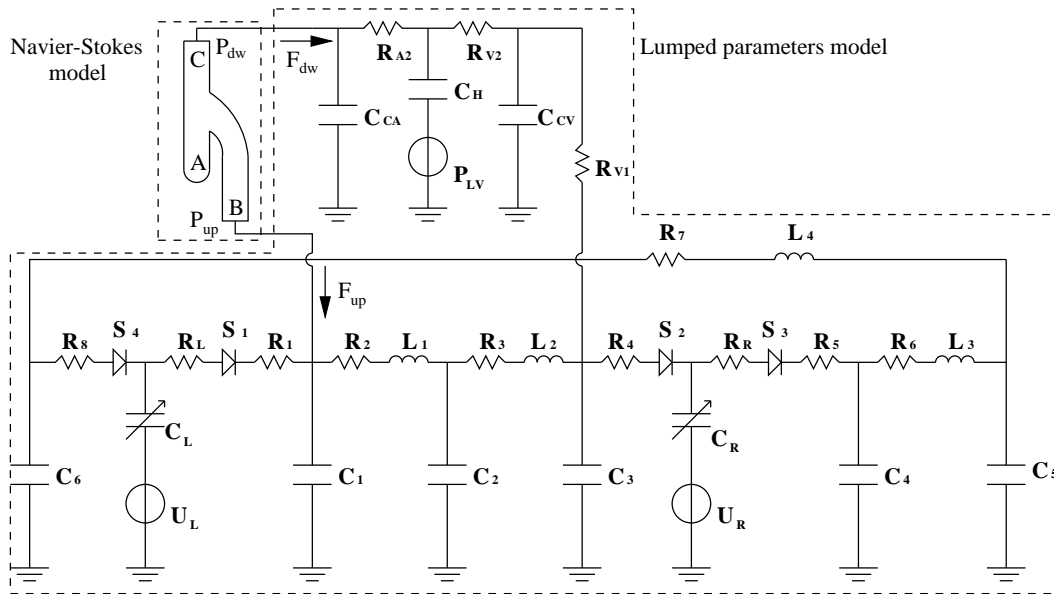 Navier-Stokes
model
P_dw
C
F_dw
R_A2
R_V2
Lumped parameters model
C_CA
C_H
C_CV
A
P_LV
R_V1
B
P_up
R_7
L_4
F_up
R_8
S_4
R_L
S_1
R_1
R_2
L_1
R_3
L_2
R_4
S_2
R_R
S_3
R_5
R_6
L_3
C_L
C_R
C_6
C_1
C_2
C_3
C_4
C_5
U_L
U_R